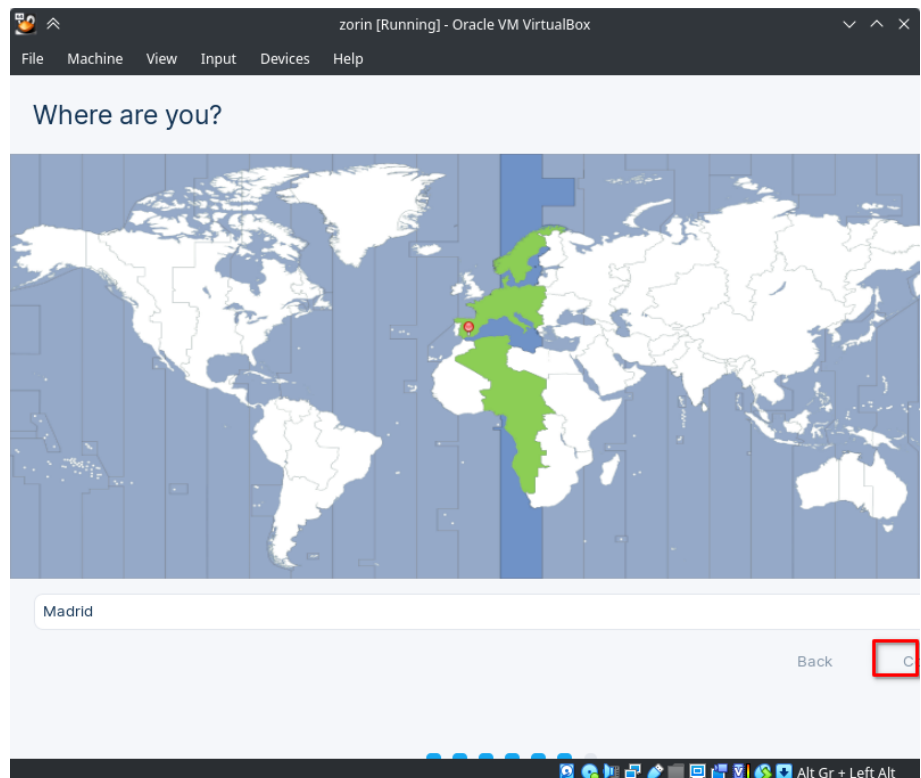 zorin [Running] - Oracle VM VirtualBox
File Machine View Input Devices Help
Where are you?
Madrid
Back C
Alt Gr + Left Alt